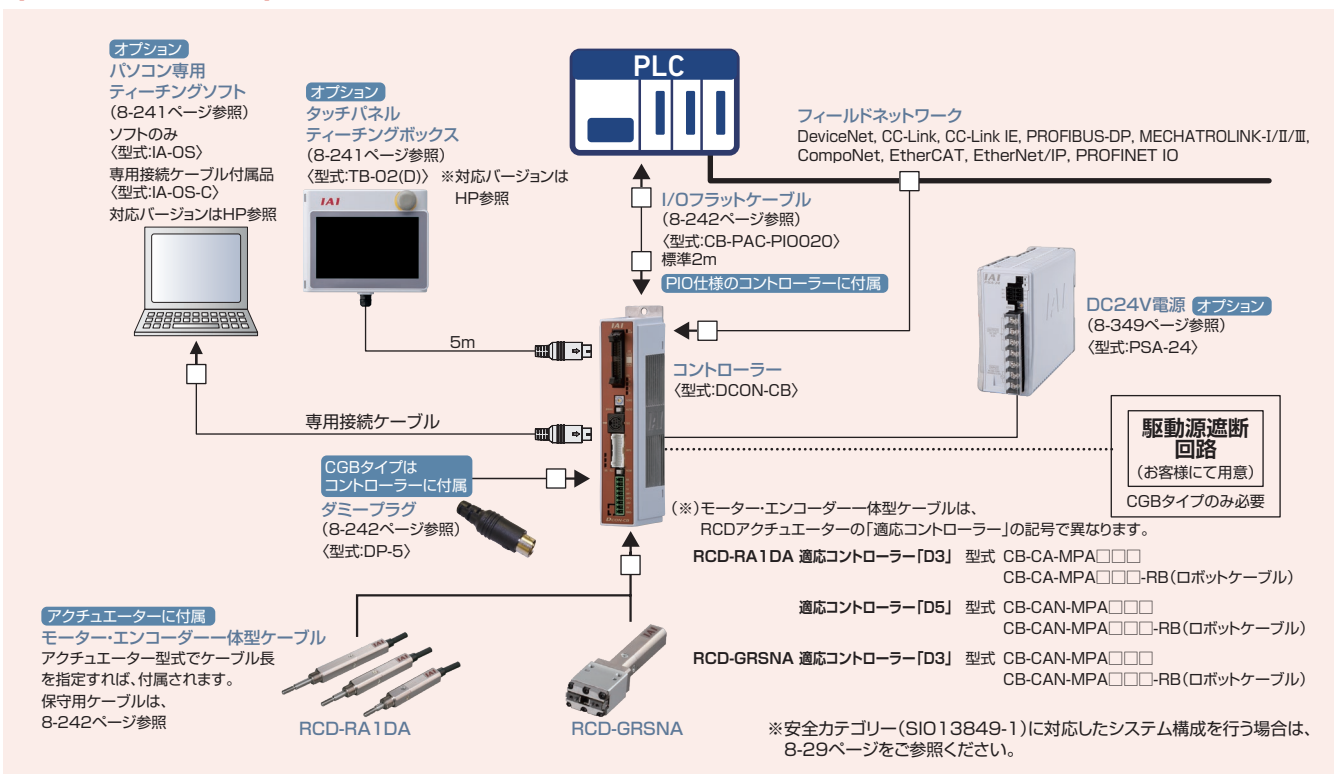 オプション
パソコン専用
ティーチングソフト
(8-241ページ参照)
ソフトのみ
〈型式:IA-OS〉
専用接続ケーブル付属品
〈型式:IA-OS-C〉
対応バージョンはHP参照
オプション
タッチパネル
ティーチングボックス
(8-241ページ参照)
〈型式:TB-02(D)〉 ※対応バージョンは
HP参照
IAI
PLC
フィールドネットワーク
DeviceNet, CC-Link, CC-Link IE, PROFIBUS-DP, MECHATROLINK-I/II/III,
CompoNet, EtherCAT, EtherNet/IP, PROFINET IO
I/Oフラットケーブル
(8-242ページ参照)
〈型式:CB-PAC-PIO020〉
標準2m
PIO仕様のコントローラーに付属
IAI
DC24V電源 オプション
(8-349ページ参照)
〈型式:PSA-24〉
5m
IAI
コントローラー
〈型式:DCON-CB〉
専用接続ケーブル
駆動源遮断
回路
(お客様にて用意)
CGBタイプのみ必要
CGBタイプは
コントローラーに付属
ダミープラグ
(8-242ページ参照)
〈型式:DP-5〉
(※)モーター・エンコーダー一体型ケーブルは、
RCDアクチュエーターの「適応コントローラー」の記号で異なります。
RCD-RA1DA 適応コントローラー「D3」 型式 CB-CA-MPA□□□
CB-CA-MPA□□□-RB(ロボットケーブル)
適応コントローラー「D5」 型式 CB-CAN-MPA□□□
CB-CAN-MPA□□□-RB(ロボットケーブル)
RCD-GRSNA 適応コントローラー「D3」 型式 CB-CAN-MPA□□□
CB-CAN-MPA□□□-RB(ロボットケーブル)
アクチュエーターに付属
モーター・エンコーダー一体型ケーブル
アクチュエーター型式でケーブル長
を指定すれば、付属されます。
保守用ケーブルは、
8-242ページ参照
RCD-RA1DA
RCD-GRSNA
※安全カテゴリー(SIO13849-1)に対応したシステム構成を行う場合は、
8-29ページをご参照ください。